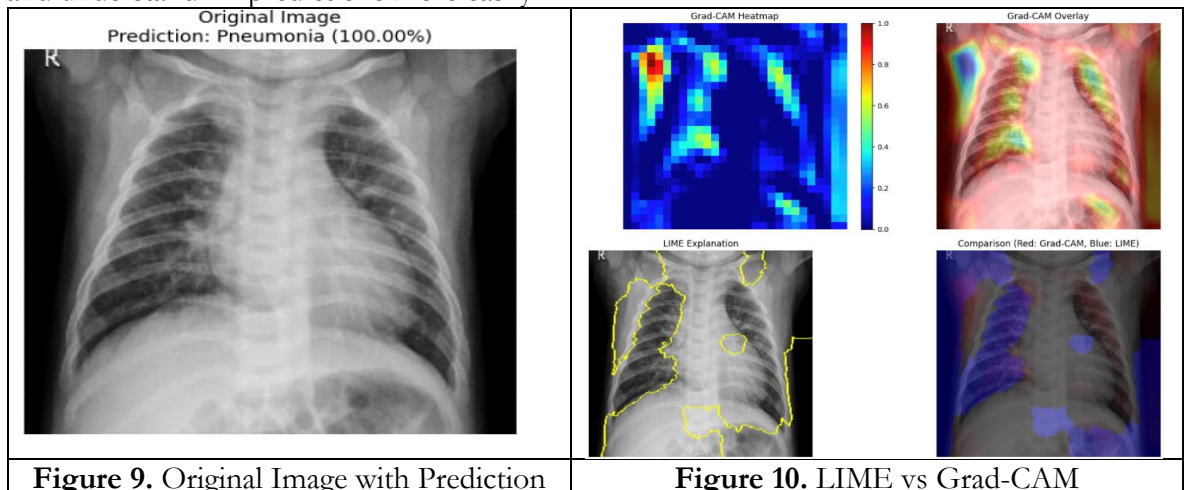 Original Image
Prediction: Pneumonia (100.00%)
R
Figure 9. Original Image with Prediction
Grad-CAM Heatmap
1.0
0.8
0.6
0.4
0.2
0.0
Grad-CAM Overlay
R
LIME Explanation
R
Comparison (Red: Grad-CAM, Blue: LIME)
R
Figure 10. LIME vs Grad-CAM